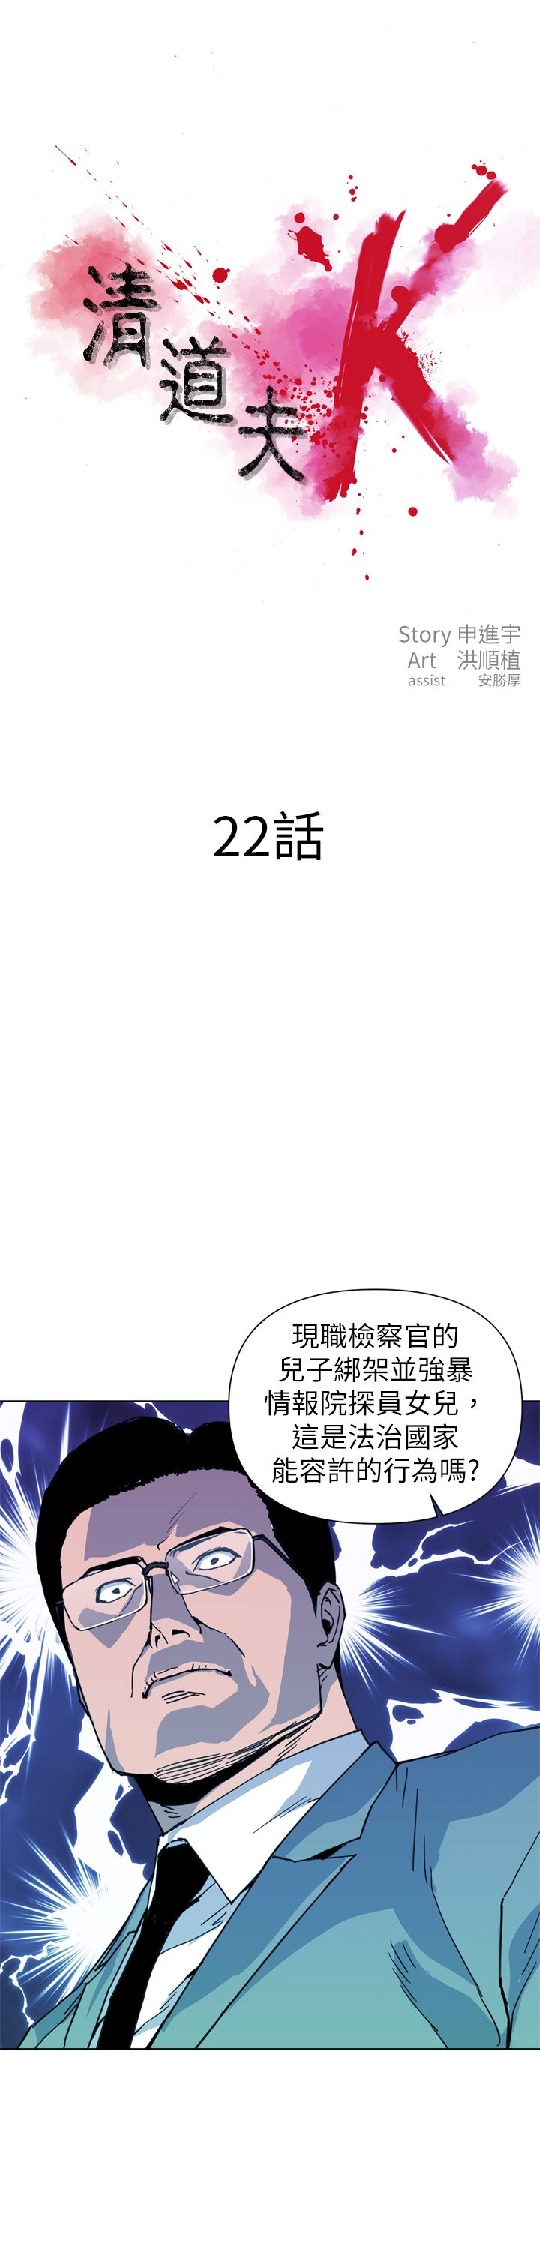 清道夫K
Story 申進宇
Art 洪順植
assist 安勝厚
22話
現職檢察官的
兒子綁架並強暴
情報院探員女兒，
這是法治國家
能容許的行為嗎?